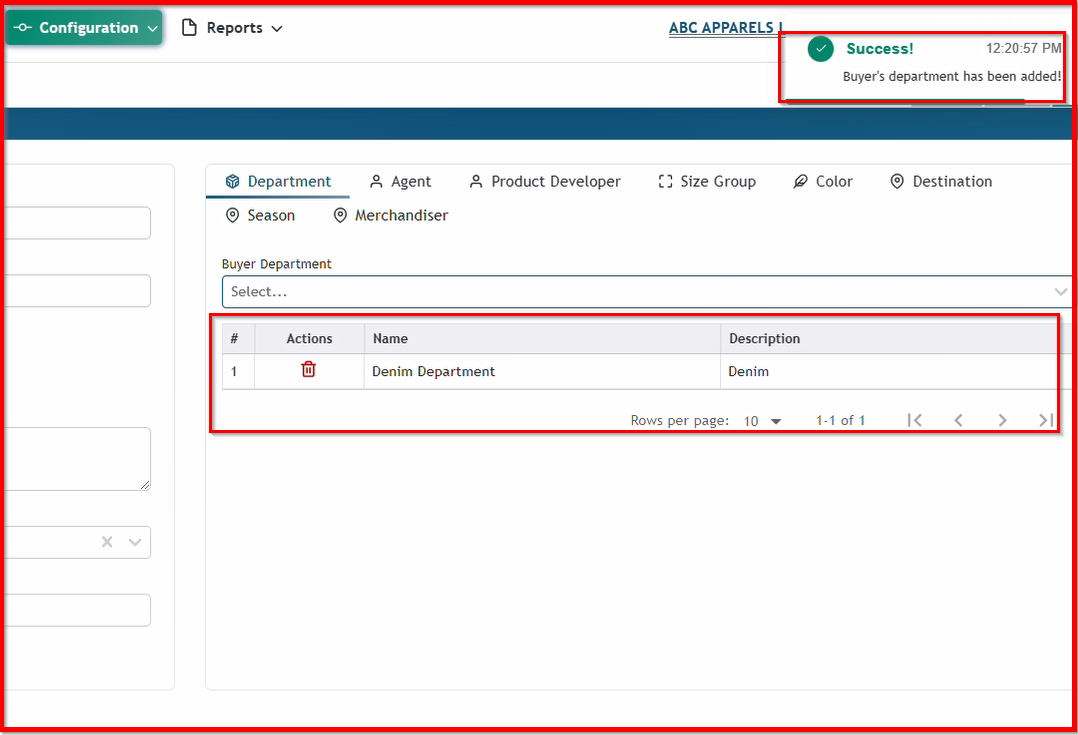 Configuration Reports ABC APPARELS
Success! 12:20:57 PM
Buyer's department has been added!
Department Agent Product Developer Size Group Color Destination
Season Merchandiser
Buyer Department
Select...
# Actions Name Description
1 Denim Department Denim
Rows per page: 10 1-1 of 1